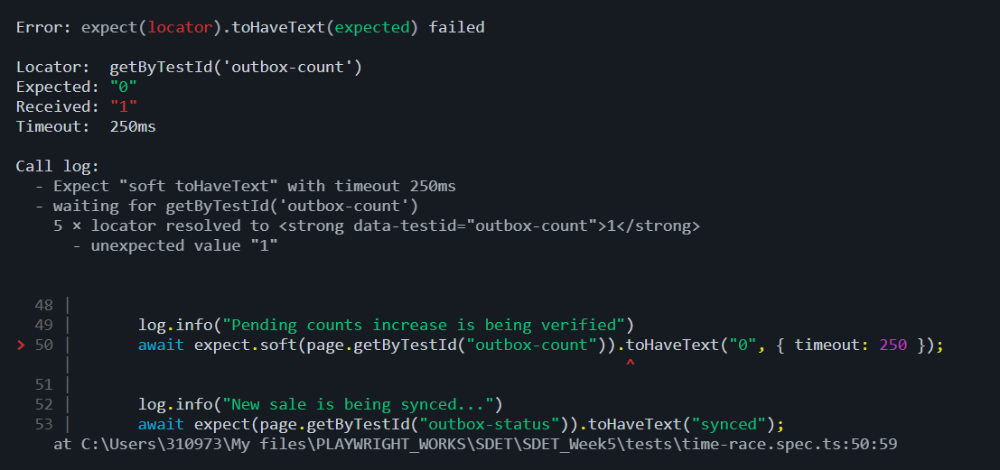 Error: expect(locator).toHaveText(expected) failed
Locator:  getByTestId('outbox-count')
Expected: "0"
Received: "1"
Timeout:  250ms
Call log:
  - Expect "soft toHaveText" with timeout 250ms
  - waiting for getByTestId('outbox-count')
    5 × locator resolved to <strong data-testid="outbox-count">1</strong>
      - unexpected value "1"
  48 |
  49 |       log.info("Pending counts increase is being verified")
> 50 |       await expect.soft(page.getByTestId("outbox-count")).toHaveText("0", { timeout: 250 });
     |                                                           ^
  51 |
  52 |       log.info("New sale is being synced...")
  53 |       await expect(page.getByTestId("outbox-status")).toHaveText("synced");
    at C:\Users\310973\My files\PLAYWRIGHT_WORKS\SDET\SDET_Week5\tests\time-race.spec.ts:50:59